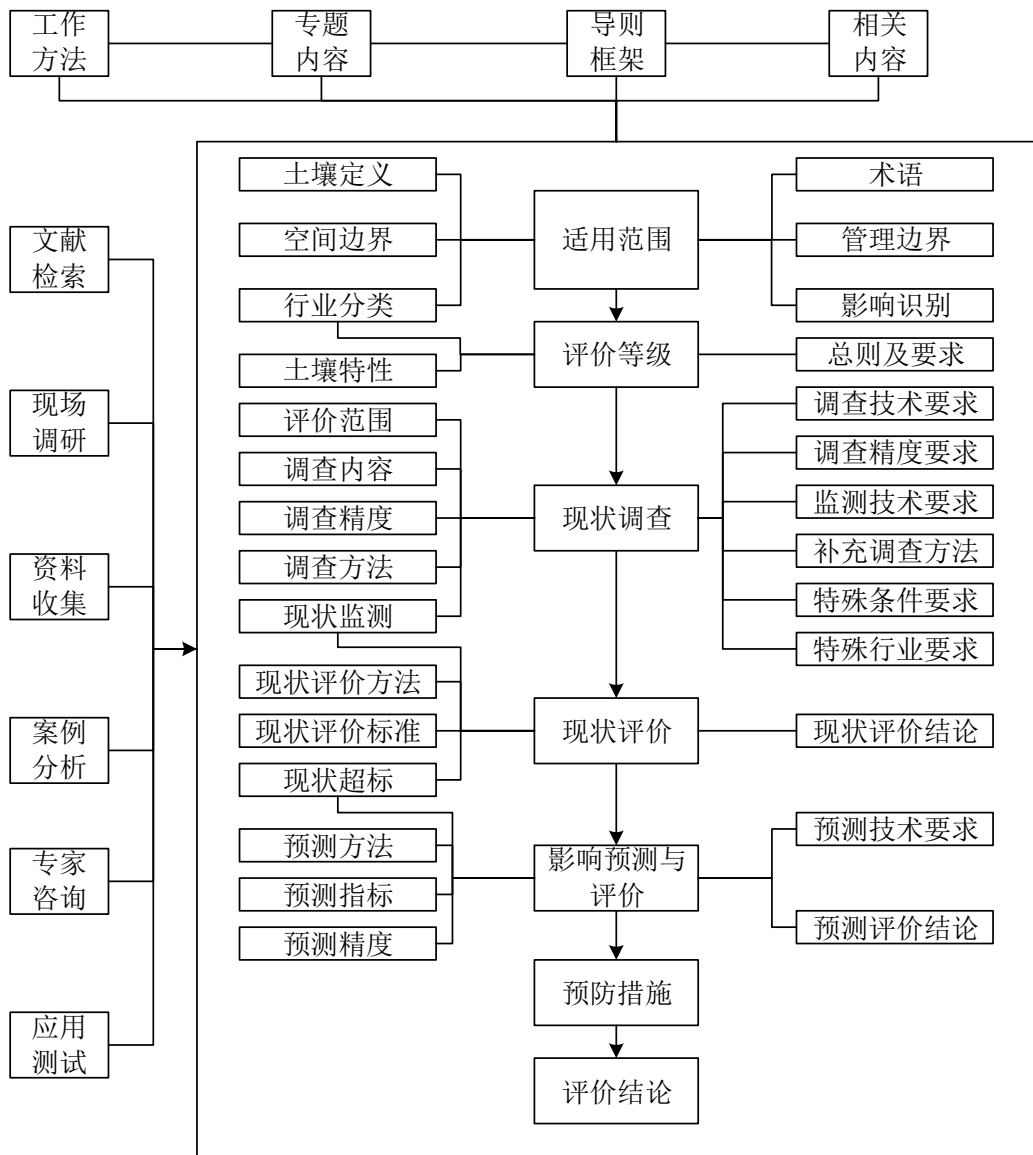 工作
方法
专题
内容
导则
框架
相关
内容
文献
检索
现场
调研
资料
收集
案例
分析
专家
咨询
应用
测试
土壤定义
空间边界
行业分类
土壤特性
评价范围
调查内容
调查精度
调查方法
现状监测
现状评价方法
现状评价标准
现状超标
预测方法
预测指标
预测精度
适用范围
评价等级
现状调查
现状评价
影响预测与
评价
预防措施
评价结论
术语
管理边界
影响识别
总则及要求
调查技术要求
调查精度要求
监测技术要求
补充调查方法
特殊条件要求
特殊行业要求
现状评价结论
预测技术要求
预测评价结论